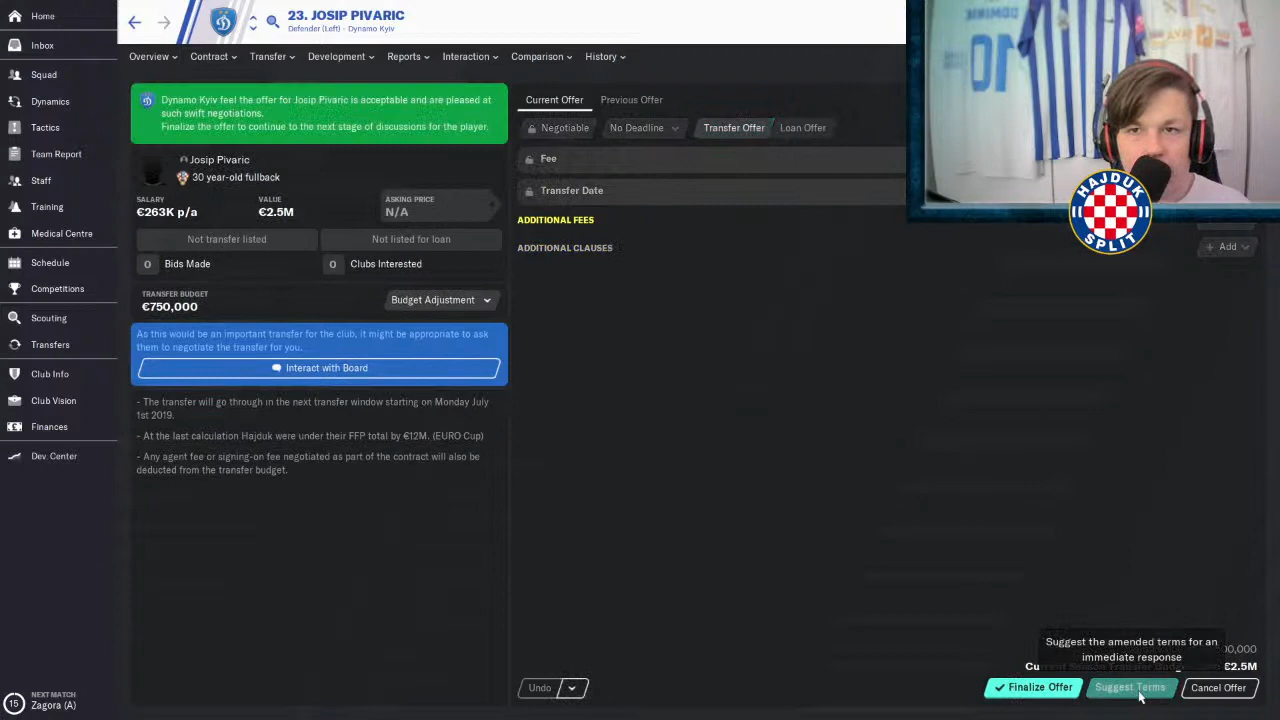 Home
23. JOSIP PIVARIC
Defender (Left) - Dynamo Kyiv
Inbox
Squad
Dynamics
Tactics
Team Report
Staff
Training
Medical Centre
Schedule
Competitions
Scouting
Transfers
Club Info
Club Vision
Finances
Dev. Center
15
NEXT MATCH
Zagora (A)
Overview
Contract
Transfer
Development
Reports
Interaction
Comparison
History
Dynamo Kyiv feel the offer for Josip Pivaric is acceptable and are pleased at
such swift negotiations.
Finalize the offer to continue to the next stage of discussions for the player.
Josip Pivaric
30 year-old fullback
SALARY
€263K p/a
VALUE
€2.5M
ASKING PRICE
N/A
Not transfer listed
Not listed for loan
0 Bids Made
0 Clubs Interested
TRANSFER BUDGET
€750,000
Budget Adjustment
As this would be an important transfer for the club, it might be appropriate to ask
them to negotiate the transfer for you.
Interact with Board
- The transfer will go through in the next transfer window starting on Monday July
1st 2019.
- At the last calculation Hajduk were under their FFP total by €12M. (EURO Cup)
- Any agent fee or signing-on fee negotiated as part of the contract will also be
deducted from the transfer budget.
Current Offer
Previous Offer
Negotiable
No Deadline
Transfer Offer
Loan Offer
Fee
Transfer Date
ADDITIONAL FEES
ADDITIONAL CLAUSES
+ Add
DOMINIK
10
HAJDUK
SPLIT
Suggest the amended terms for an
immediate response
€2.5M
Undo
Finalize Offer
Suggest Terms
Cancel Offer